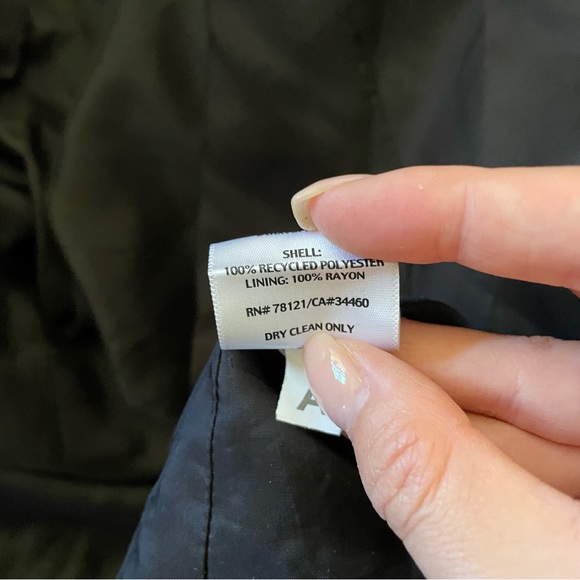 SHELL:
100% RECYCLED POLYESTER
LINING: 100% RAYON
RN# 78121/CA#34460
DRY CLEAN ONLY